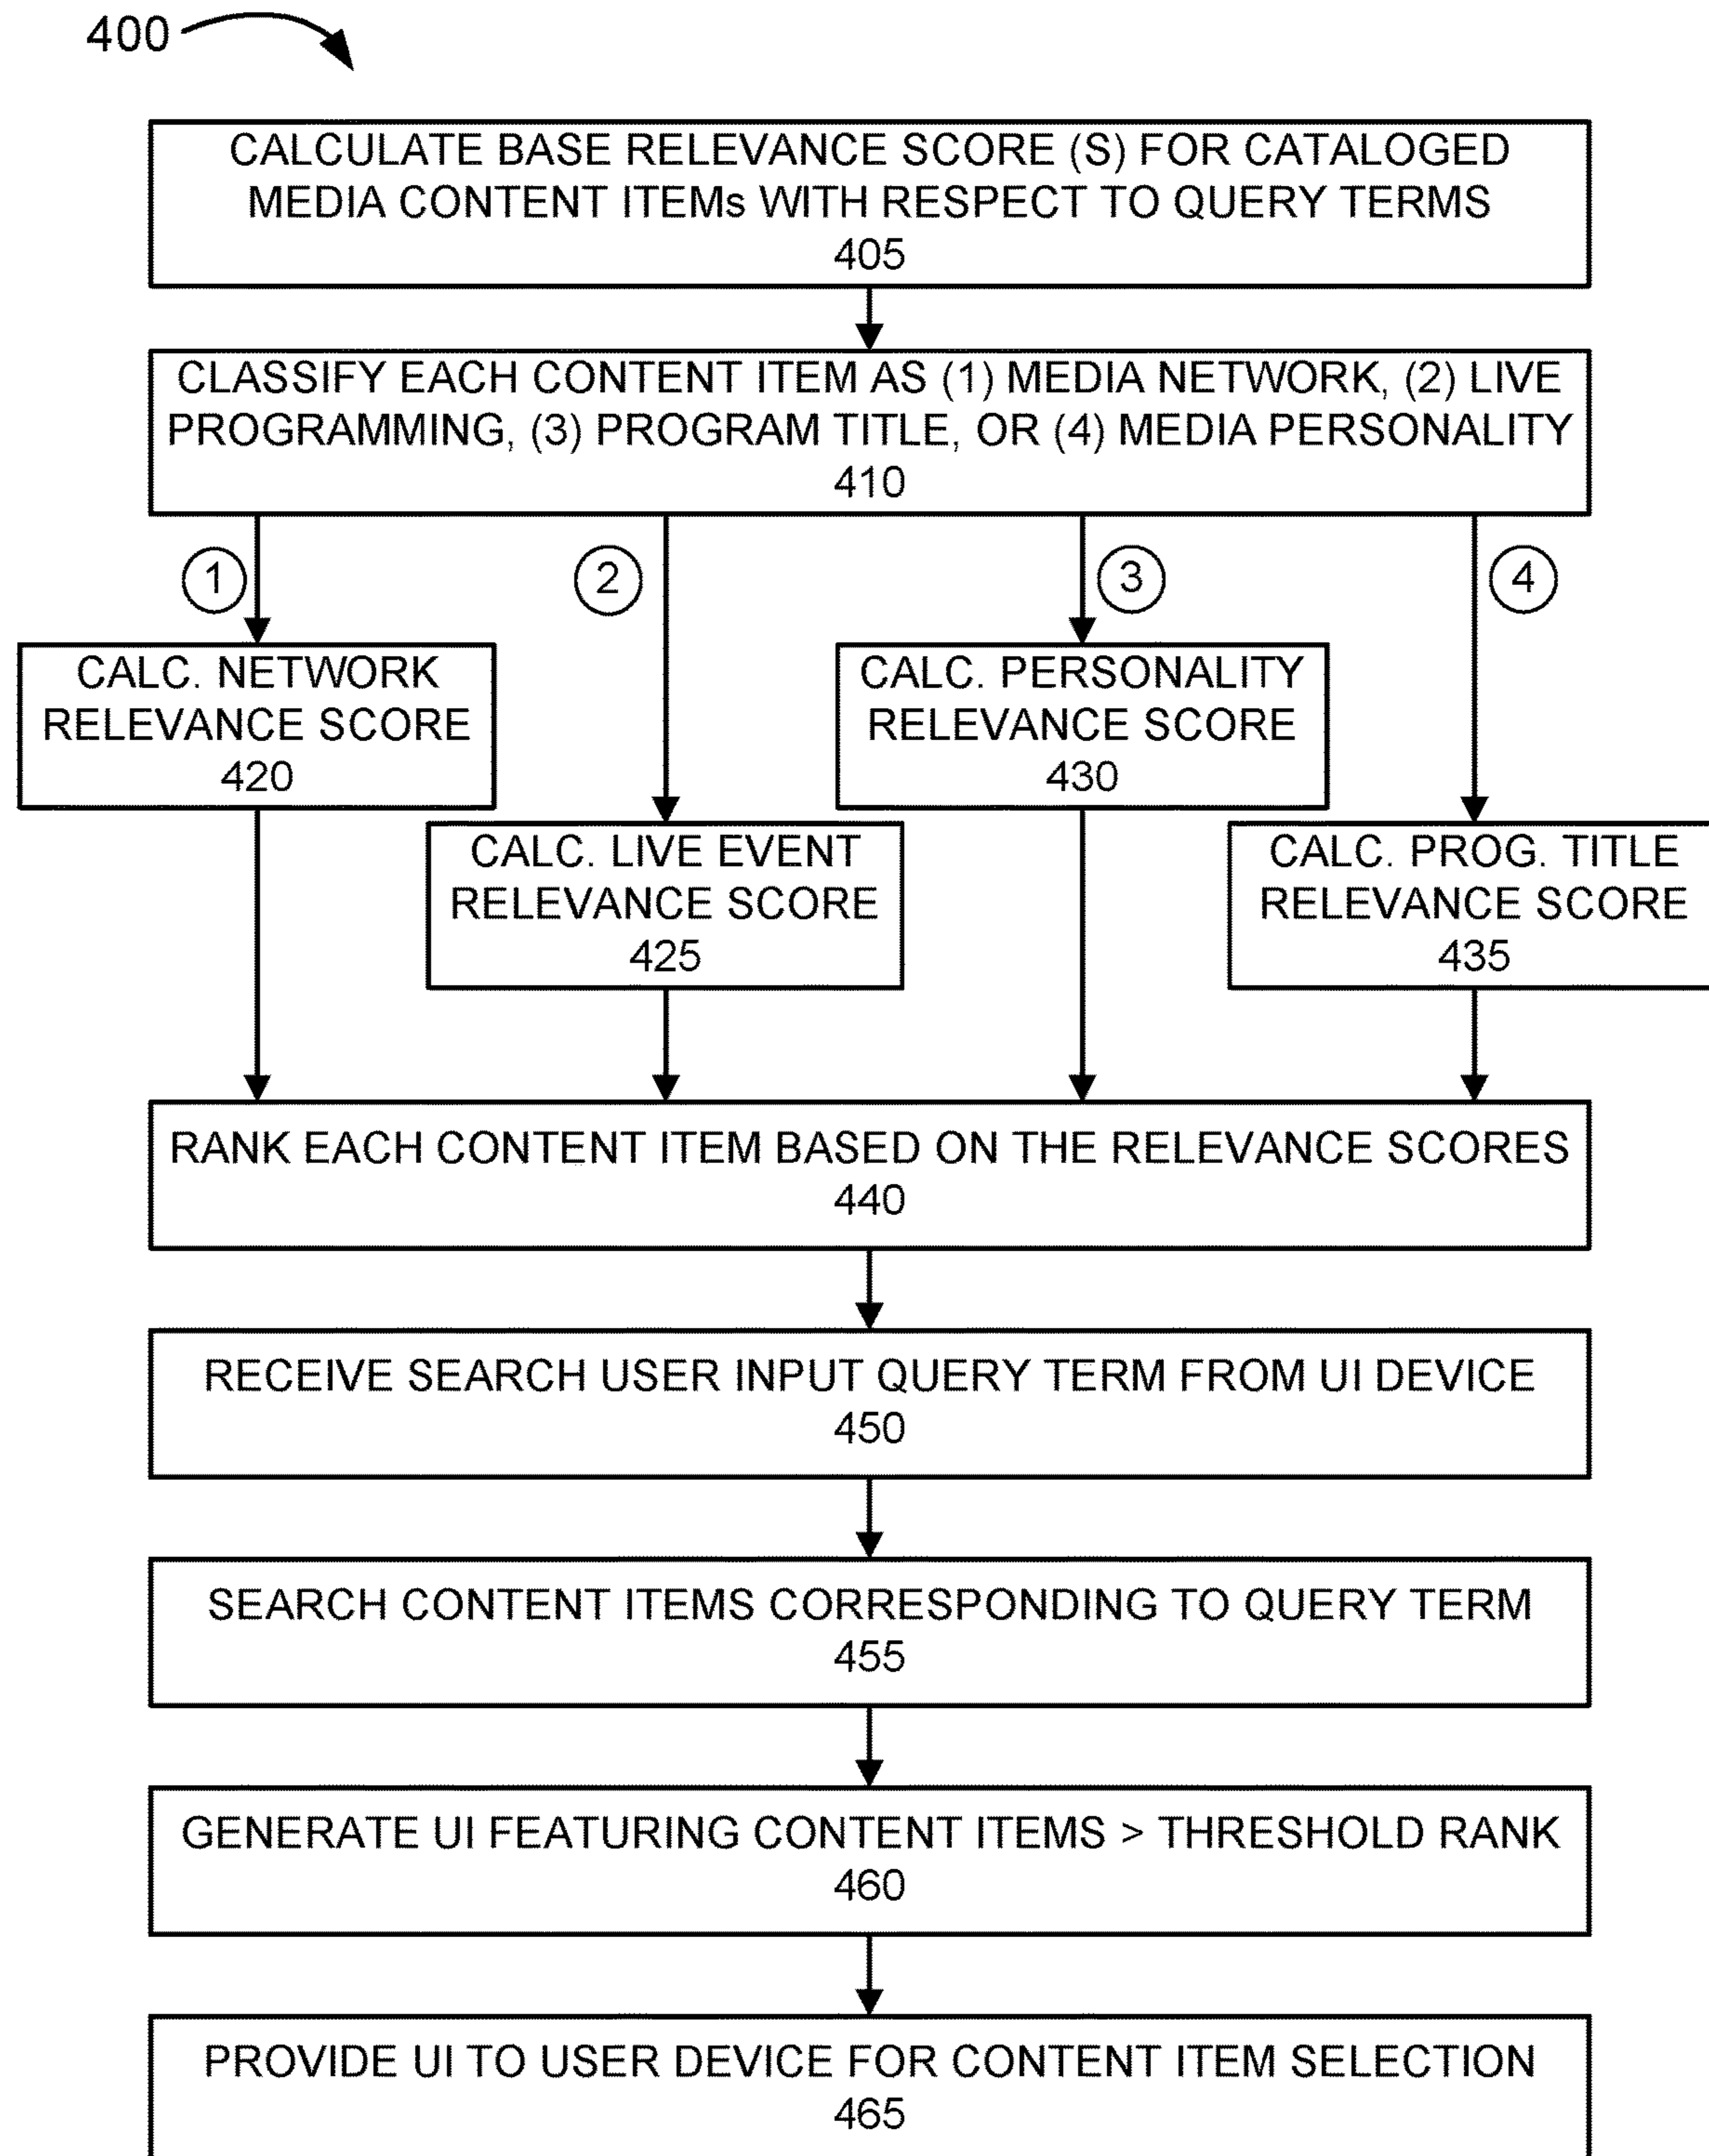 400
CALCULATE BASE RELEVANCE SCORE (S) FOR CATALOGED
MEDIA CONTENT ITEMs WITH RESPECT TO QUERY TERMS
405
CLASSIFY EACH CONTENT ITEM AS (1) MEDIA NETWORK, (2) LIVE
PROGRAMMING, (3) PROGRAM TITLE, OR (4) MEDIA PERSONALITY
410
1
2
3
4
CALC. NETWORK
RELEVANCE SCORE
420
CALC. PERSONALITY
RELEVANCE SCORE
430
CALC. LIVE EVENT
RELEVANCE SCORE
425
CALC. PROG. TITLE
RELEVANCE SCORE
435
RANK EACH CONTENT ITEM BASED ON THE RELEVANCE SCORES
440
RECEIVE SEARCH USER INPUT QUERY TERM FROM UI DEVICE
450
SEARCH CONTENT ITEMS CORRESPONDING TO QUERY TERM
455
GENERATE UI FEATURING CONTENT ITEMS > THRESHOLD RANK
460
PROVIDE UI TO USER DEVICE FOR CONTENT ITEM SELECTION
465